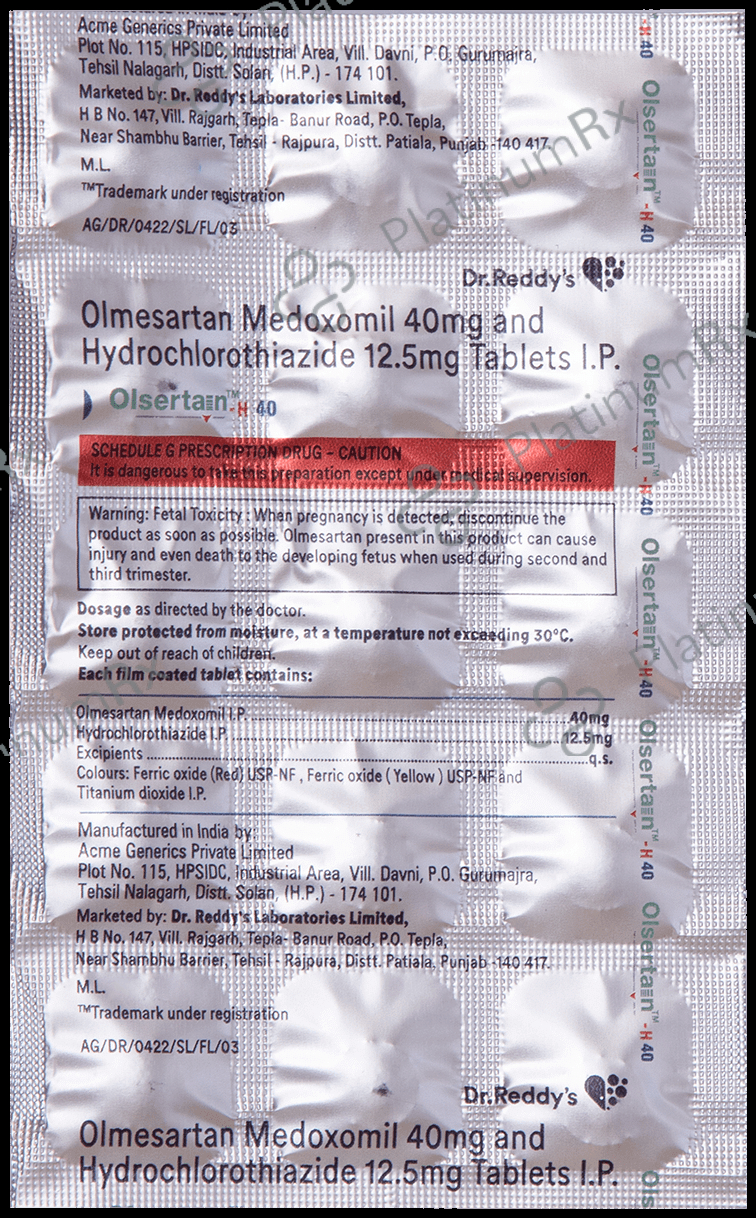 Acme Generics Private Limited
Plot No. 115, HPSIDC, Industrial Area, Vill. Davni, P.O. Gurumajra,
Tehsil Nalagarh, Distt. Solan, (H.P.) - 174 101.
Marketed by: Dr. Reddy's Laboratories Limited,
H B No. 147, Vill. Rajgarh, Tepla- Banur Road, P.O. Tepla,
Near Shambhu Barrier, Tehsil - Rajpura, Distt. Patiala, Punjab -140 417.
M.L.
™Trademark under registration
AG/DR/0422/SL/FL/03
Dr.Reddy's
Olmesartan Medoxomil 40mg and
Hydrochlorothiazide 12.5mg Tablets I.P.
Olsertain™-H 40
SCHEDULE G PRESCRIPTION DRUG - CAUTION
It is dangerous to take this preparation except under medical supervision.
Warning: Fetal Toxicity : When pregnancy is detected, discontinue the
product as soon as possible. Olmesartan present in this product can cause
injury and even death to the developing fetus when used during second and
third trimester.
Dosage as directed by the doctor.
Store protected from moisture, at a temperature not exceeding 30°C.
Keep out of reach of children.
Each film coated tablet contains:
Olmesartan Medoxomil I.P. 40mg
Hydrochlorothiazide I.P. 12.5mg
Excipients q.s.
Colours: Ferric oxide (Red) USP-NF , Ferric oxide ( Yellow ) USP-NF and
Titanium dioxide I.P.
Manufactured in India by:
Acme Generics Private Limited
Plot No. 115, HPSIDC, Industrial Area, Vill. Davni, P.O. Gurumajra,
Tehsil Nalagarh, Distt. Solan, (H.P.) - 174 101.
Marketed by: Dr. Reddy's Laboratories Limited,
H B No. 147, Vill. Rajgarh, Tepla- Banur Road, P.O. Tepla,
Near Shambhu Barrier, Tehsil - Rajpura, Distt. Patiala, Punjab -140 417.
M.L.
™Trademark under registration
AG/DR/0422/SL/FL/03
Dr.Reddy's
Olmesartan Medoxomil 40mg and
Hydrochlorothiazide 12.5mg Tablets I.P.
-H 40
Olsertain™-H 40
Olsertain™-H 40
Olsertain™-H 40
Olsertain™-H 40
Olsertain™-H 40
Ols
PlatinumRx
PlatinumRx
PlatinumRx